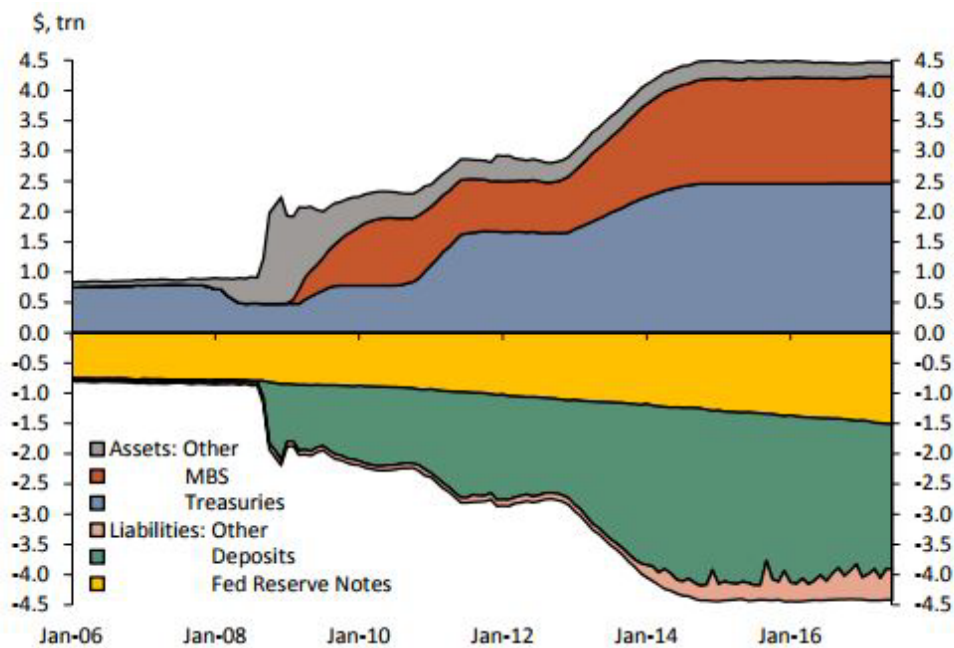 $, trn
4.5 4.5
4.0 4.0
3.5 3.5
3.0 3.0
2.5 2.5
2.0 2.0
1.5 1.5
1.0 1.0
0.5 0.5
0.0 0.0
-0.5 -0.5
-1.0 -1.0
-1.5 -1.5
Assets: Other
-2.0 -2.0
MBS
-2.5 -2.5
Treasuries
-3.0 -3.0
Liabilities: Other
-3.5 -3.5
Deposits
-4.0 -4.0
Fed Reserve Notes
-4.5 -4.5
Jan-06 Jan-08 Jan-10 Jan-12 Jan-14 Jan-16